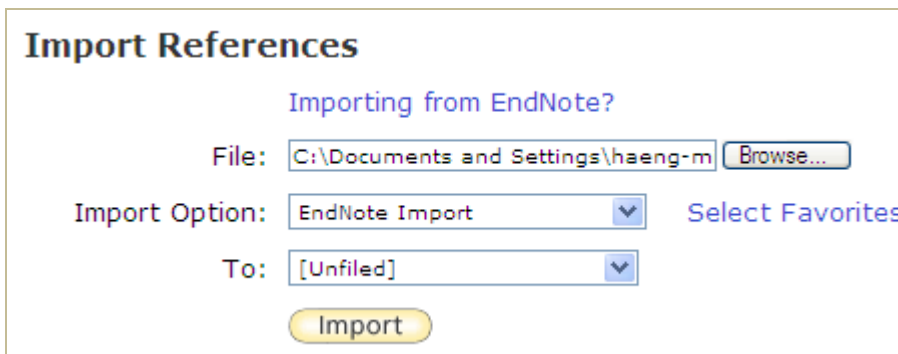 Import References
Importing from EndNote?
File: C:\Documents and Settings\haeng-m Browse...
Import Option: EndNote Import Select Favorites
To: [Unfiled]
Import